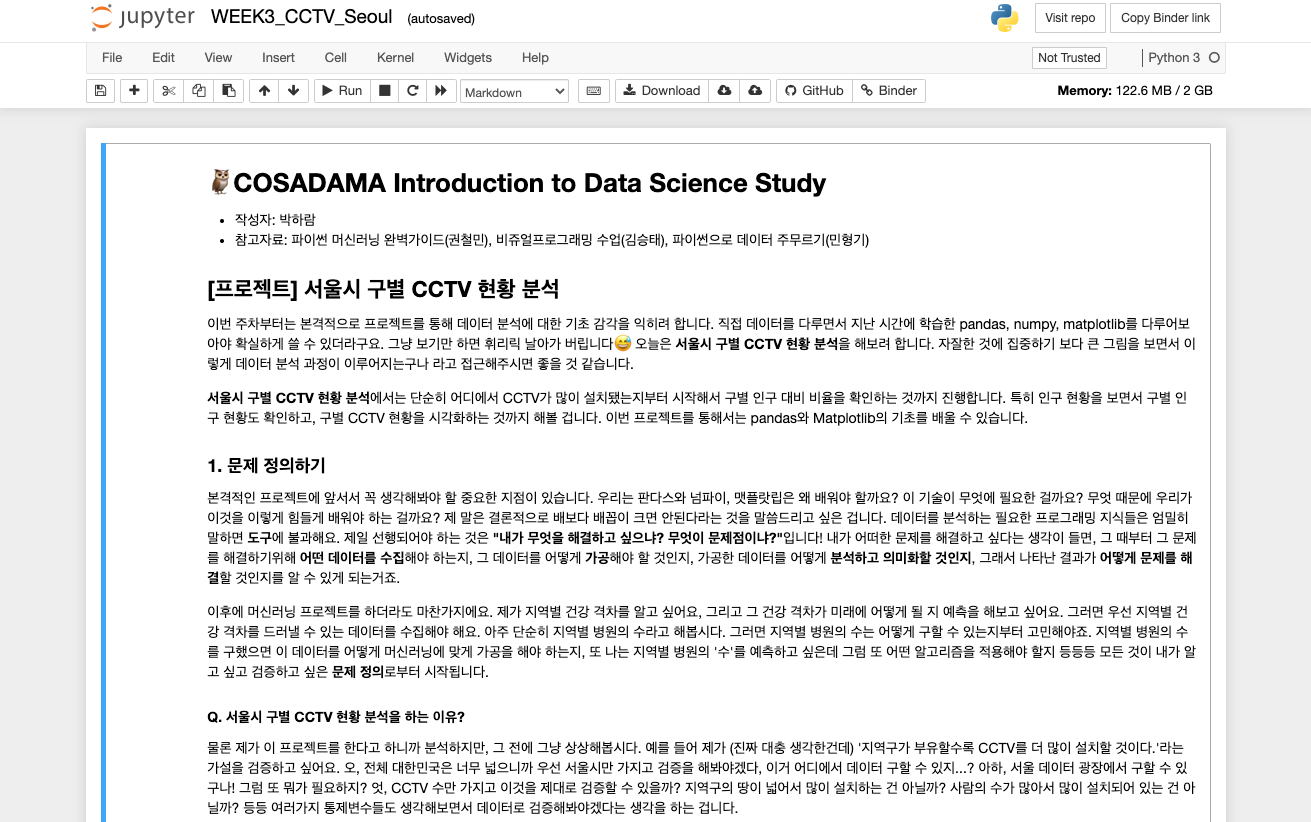 jupyter WEEK3_CCTV_Seoul (autosaved)
Visit repo Copy Binder link
File Edit View Insert Cell Kernel Widgets Help
Not Trusted Python 3
Run Markdown Download GitHub Binder Memory: 122.6 MB / 2 GB
🦉COSADAMA Introduction to Data Science Study
• 작성자: 박하람
• 참고자료: 파이썬 머신러닝 완벽가이드(권철민), 비쥬얼프로그래밍 수업(김승태), 파이썬으로 데이터 주무르기(민형기)
[프로젝트] 서울시 구별 CCTV 현황 분석
이번 주차부터는 본격적으로 프로젝트를 통해 데이터 분석에 대한 기초 감각을 익히려 합니다. 직접 데이터를 다루면서 지난 시간에 학습한 pandas, numpy, matplotlib를 다루어보
아야 확실하게 쓸 수 있더라구요. 그냥 보기만 하면 휘리릭 날아가 버립니다😅 오늘은 서울시 구별 CCTV 현황 분석을 해보려 합니다. 자잘한 것에 집중하기 보다 큰 그림을 보면서 이
렇게 데이터 분석 과정이 이루어지는구나 라고 접근해주시면 좋을 것 같습니다.
서울시 구별 CCTV 현황 분석에서는 단순히 어디에서 CCTV가 많이 설치됐는지부터 시작해서 구별 인구 대비 비율을 확인하는 것까지 진행합니다. 특히 인구 현황을 보면서 구별 인
구 현황도 확인하고, 구별 CCTV 현황을 시각화하는 것까지 해볼 겁니다. 이번 프로젝트를 통해서는 pandas와 Matplotlib의 기초를 배울 수 있습니다.
1. 문제 정의하기
본격적인 프로젝트에 앞서서 꼭 생각해봐야 할 중요한 지점이 있습니다. 우리는 판다스와 넘파이, 맷플랏립은 왜 배워야 할까요? 이 기술이 무엇에 필요한 걸까요? 무엇 때문에 우리가
이것을 이렇게 힘들게 배워야 하는 걸까요? 제 말은 결론적으로 배보다 배꼽이 크면 안된다라는 것을 말씀드리고 싶은 겁니다. 데이터를 분석하는 필요한 프로그래밍 지식들은 엄밀히
말하면 도구에 불과해요. 제일 선행되어야 하는 것은 "내가 무엇을 해결하고 싶으냐? 무엇이 문제점이냐?"입니다! 내가 어떠한 문제를 해결하고 싶다는 생각이 들면, 그 때부터 그 문제
를 해결하기위해 어떤 데이터를 수집해야 하는지, 그 데이터를 어떻게 가공해야 할 것인지, 가공한 데이터를 어떻게 분석하고 의미화할 것인지, 그래서 나타난 결과가 어떻게 문제를 해
결할 것인지를 알 수 있게 되는거죠.
이후에 머신러닝 프로젝트를 하더라도 마찬가지에요. 제가 지역별 건강 격차를 알고 싶어요, 그리고 그 건강 격차가 미래에 어떻게 될 지 예측을 해보고 싶어요. 그러면 우선 지역별 건
강 격차를 드러낼 수 있는 데이터를 수집해야 해요. 아주 단순히 지역별 병원의 수라고 해봅시다. 그러면 지역별 병원의 수는 어떻게 구할 수 있는지부터 고민해야죠. 지역별 병원의 수
를 구했으면 이 데이터를 어떻게 머신러닝에 맞게 가공을 해야 하는지, 또 나는 지역별 병원의 '수'를 예측하고 싶은데 그럼 또 어떤 알고리즘을 적용해야 할지 등등등 모든 것이 내가 알
고 싶고 검증하고 싶은 문제 정의로부터 시작됩니다.
Q. 서울시 구별 CCTV 현황 분석을 하는 이유?
물론 제가 이 프로젝트를 한다고 하니까 분석하지만, 그 전에 그냥 상상해봅시다. 예를 들어 제가 (진짜 대충 생각한건데) '지역구가 부유할수록 CCTV를 더 많이 설치할 것이다.'라는
가설을 검증하고 싶어요. 오, 전체 대한민국은 너무 넓으니까 우선 서울시만 가지고 검증을 해봐야겠다, 이거 어디에서 데이터 구할 수 있지...? 아하, 서울 데이터 광장에서 구할 수 있
구나! 그럼 또 뭐가 필요하지? 엇, CCTV 수만 가지고 이것을 제대로 검증할 수 있을까? 지역구의 땅이 넓어서 많이 설치하는 건 아닐까? 사람의 수가 많아서 많이 설치되어 있는 건 아
닐까? 등등 여러가지 통제변수들도 생각해보면서 데이터로 검증해봐야겠다는 생각을 하는 겁니다.